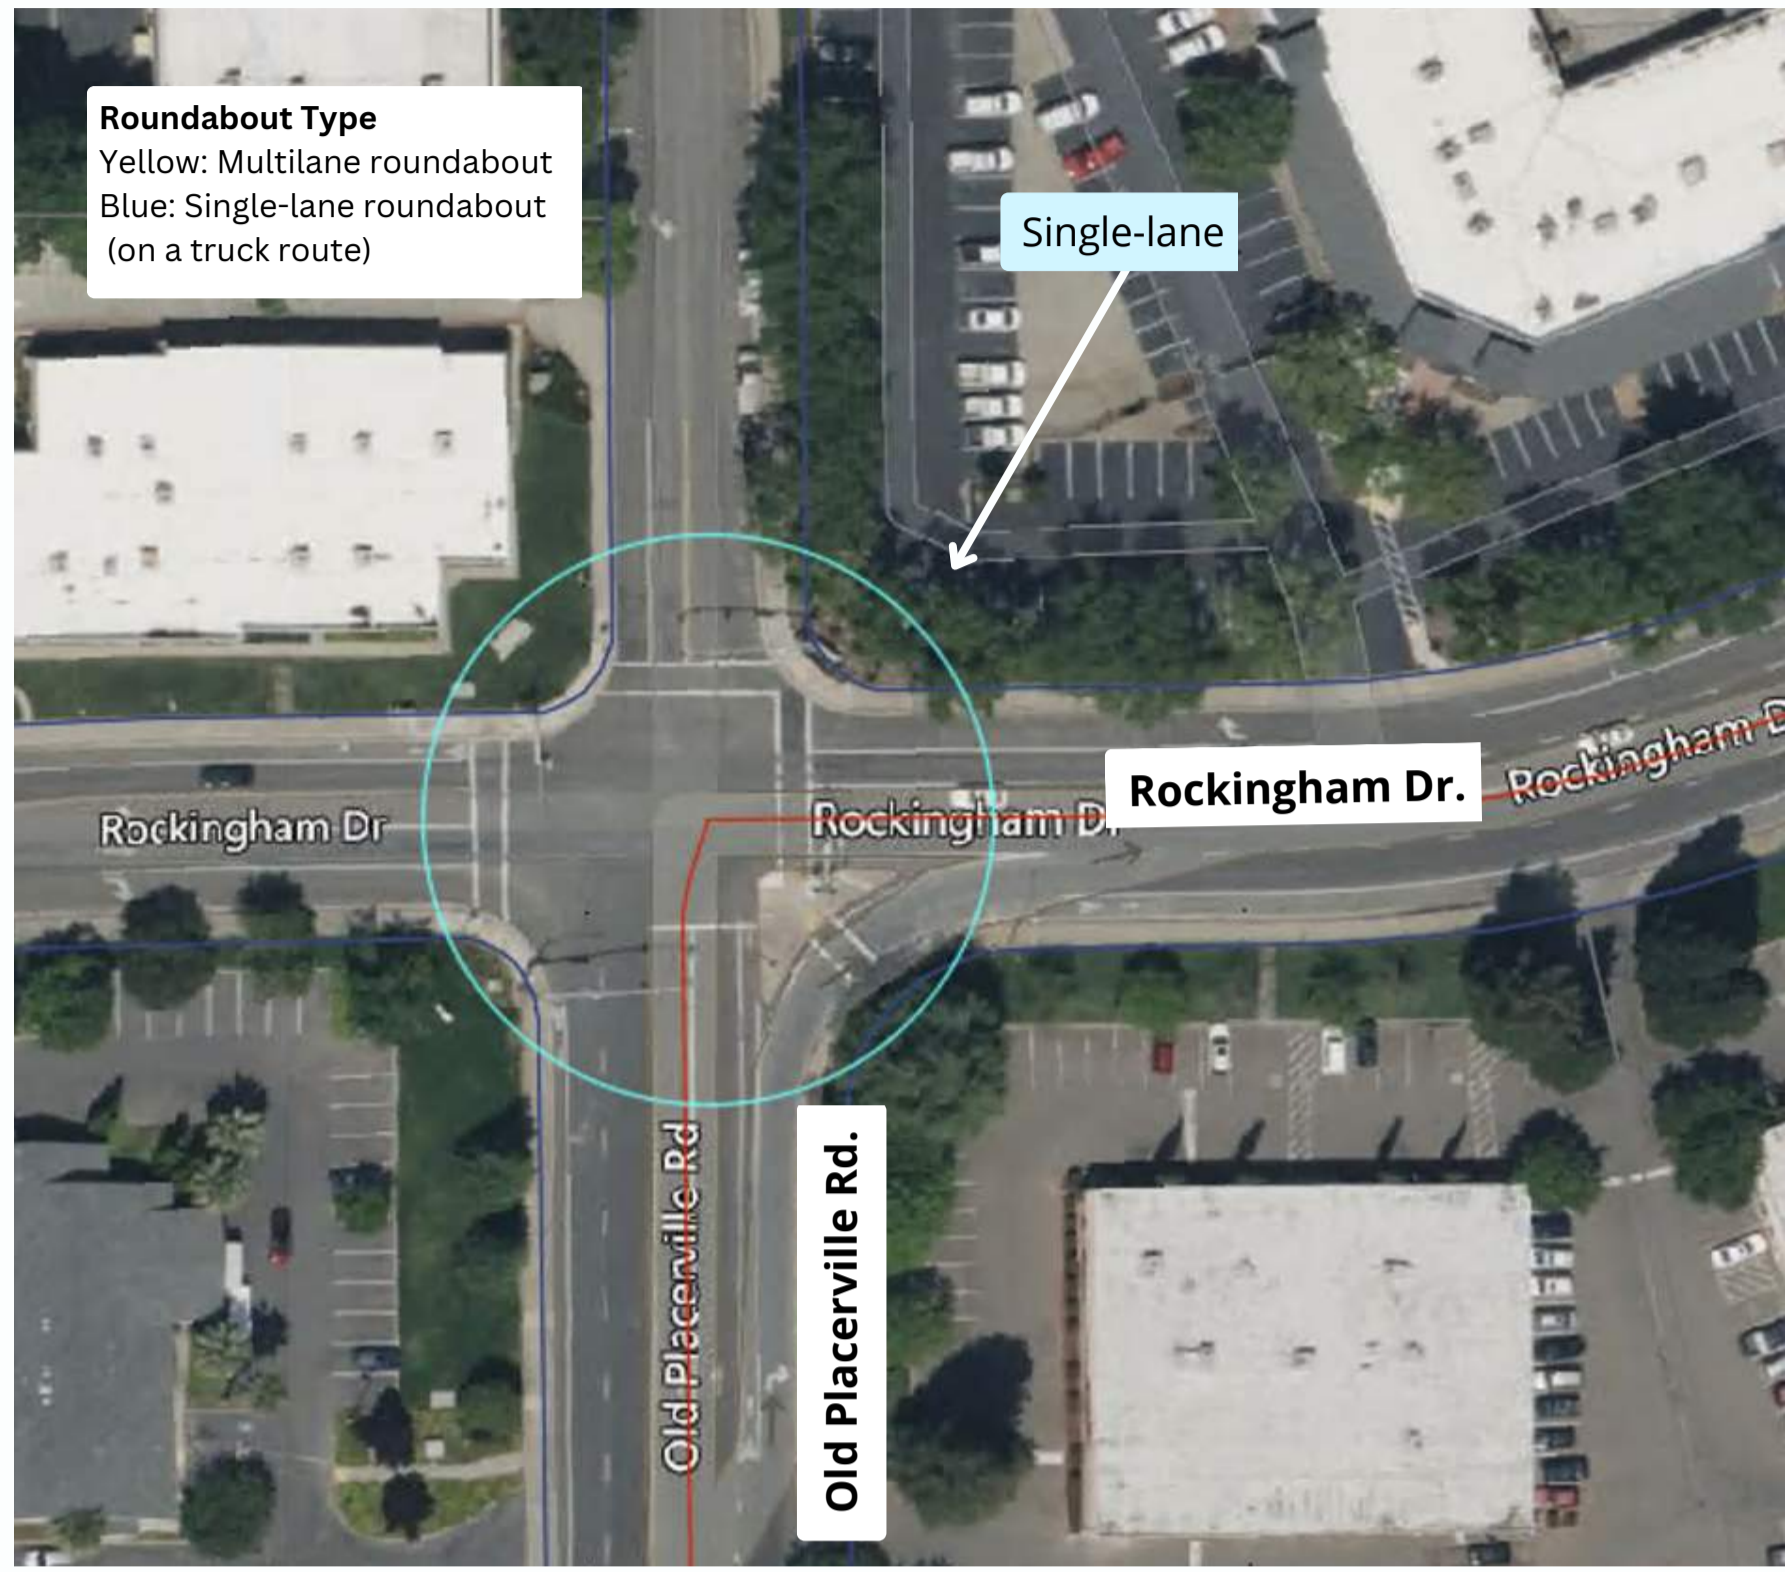 Roundabout Type
Yellow: Multilane roundabout
Blue: Single-lane roundabout
(on a truck route)
Single-lane
Rockingham D
Rockingham Dr.
Rockingham Dr
Rockingham Dr
Old Placerville Rd
Old Placerville Rd.